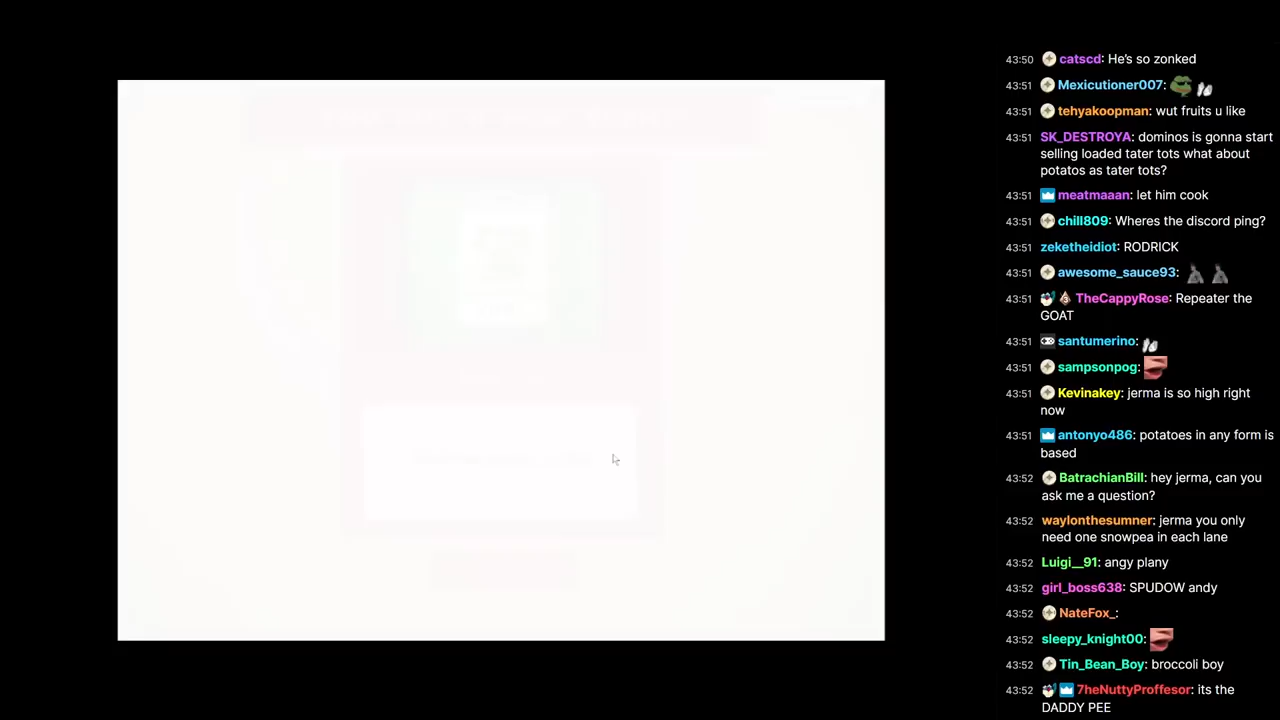 43:50 catscd: He's so zonked
43:51 Mexicutioner007:
43:51 tehyakoopman: wut fruits u like
43:51 SK_DESTROYA: dominos is gonna start
selling loaded tater tots what about
potatos as tater tots?
43:51 meatmaaan: let him cook
43:51 chill809: Wheres the discord ping?
43:51 zeketheidiot: RODRICK
43:51 awesome_sauce93:
43:51 TheCappyRose: Repeater the
GOAT
43:51 santumerino:
43:51 sampsonpog:
43:51 Kevinakey: jerma is so high right
now
43:51 antonyo486: potatoes in any form is
based
43:52 BatrachianBill: hey jerma, can you
ask me a question?
43:52 waylonthesumner: jerma you only
need one snowpea in each lane
43:52 Luigi__91: angy plany
43:52 girl_boss638: SPUDOW andy
43:52 NateFox_:
43:52 sleepy_knight00:
43:52 Tin_Bean_Boy: broccoli boy
43:52 7heNuttyProffesor: its the
DADDY PEE